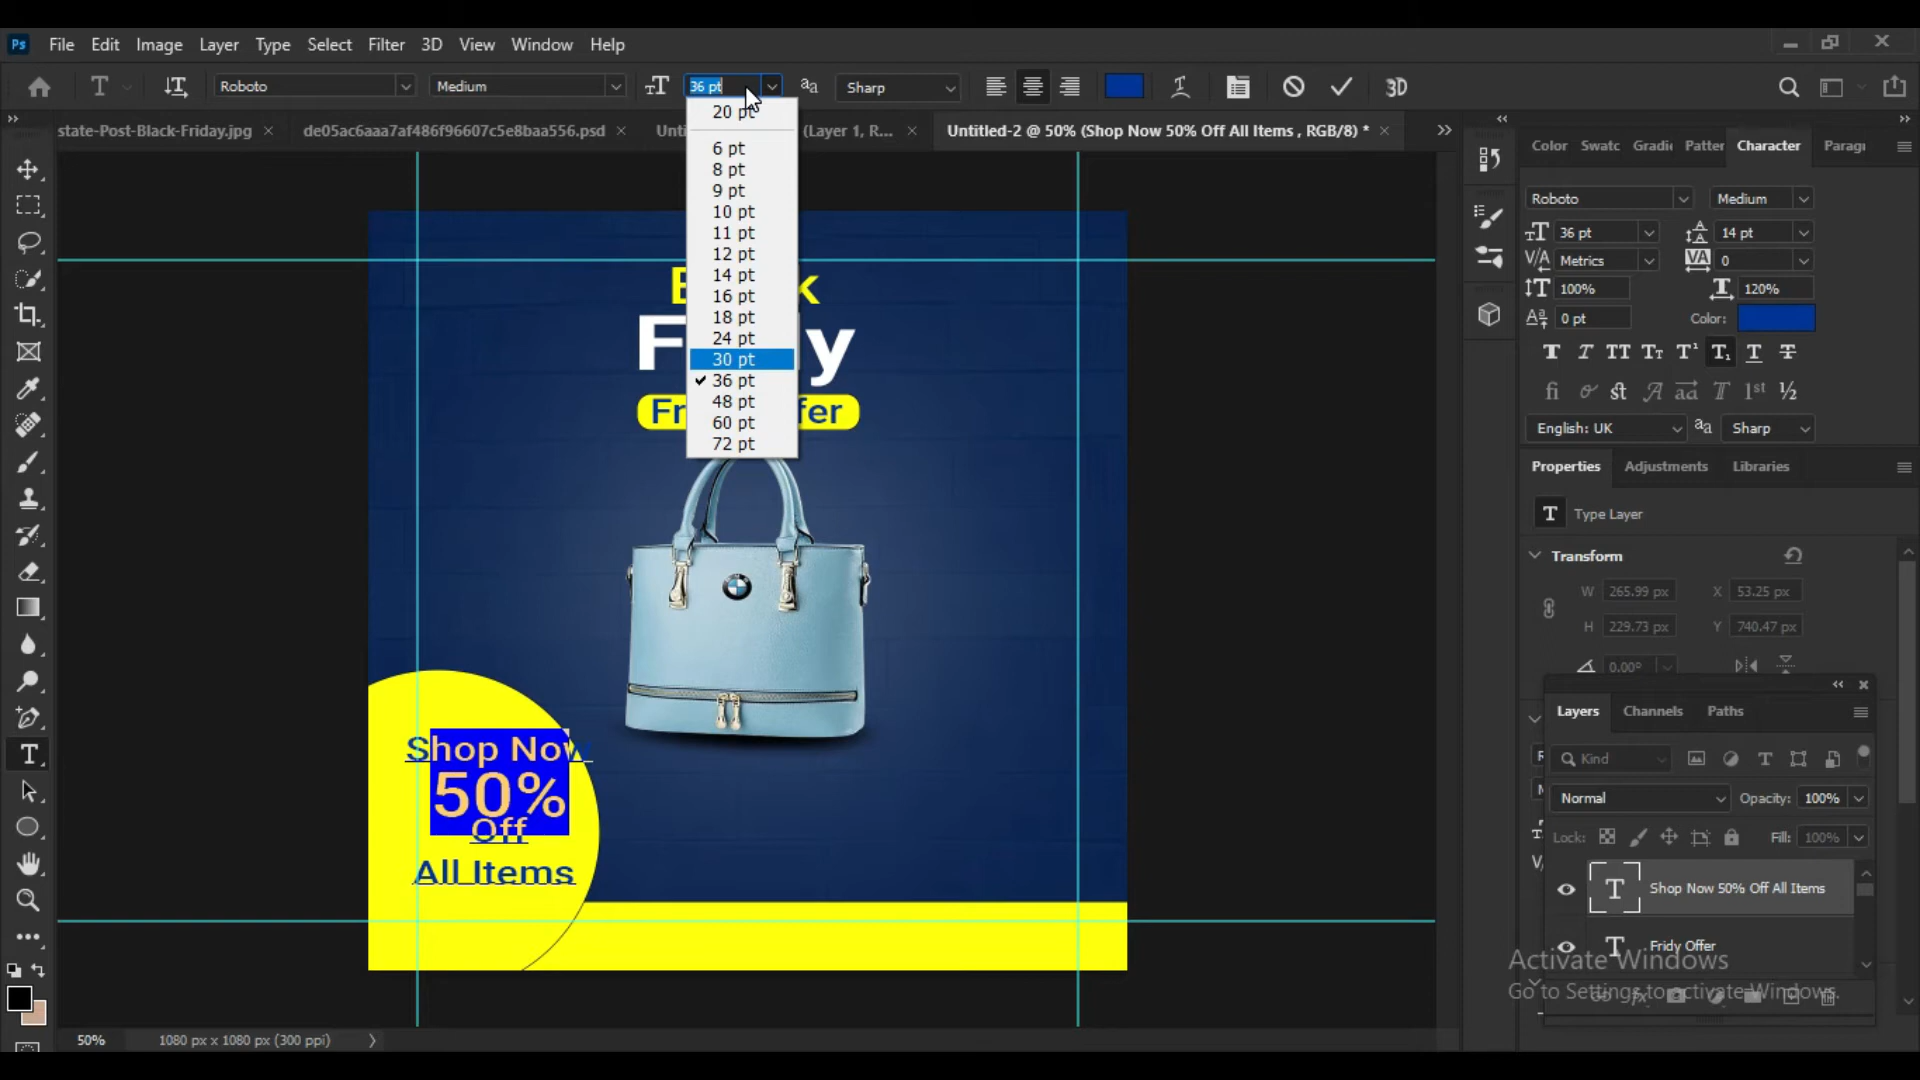 Ps File Edit Image Layer Type Select Filter 3D View Window Help
Roboto Medium 36 pt Sharp 3D
state-Post-Black-Friday.jpg × de05ac6aaa7af486f96607c5e8baa556.psd × Unti (Layer 1, R... × Untitled-2 @ 50% (Shop Now 50% Off All Items , RGB/8) * ×
20 pt
6 pt
8 pt
9 pt
10 pt
11 pt
12 pt
14 pt
16 pt
18 pt
24 pt
30 pt
36 pt
48 pt
60 pt
72 pt
B k
F y
Fr fer
BMW
Shop Now
50%
Off
All Items
50% 1080 px x 1080 px (300 ppi)
Color Swatc Gradie Patter Character Paragr
Roboto Medium
36 pt 14 pt
Metrics 0
100% 120%
0 pt Color:
English: UK Sharp
Properties Adjustments Libraries
Type Layer
Transform
W 265.99 px X 53.25 px
H 229.73 px Y 740.47 px
0.00°
Layers Channels Paths
Kind
Normal Opacity: 100%
Lock: Fill: 100%
Shop Now 50% Off All Items
Fridy Offer
Activate Windows
Go to Settings to activate Windows.